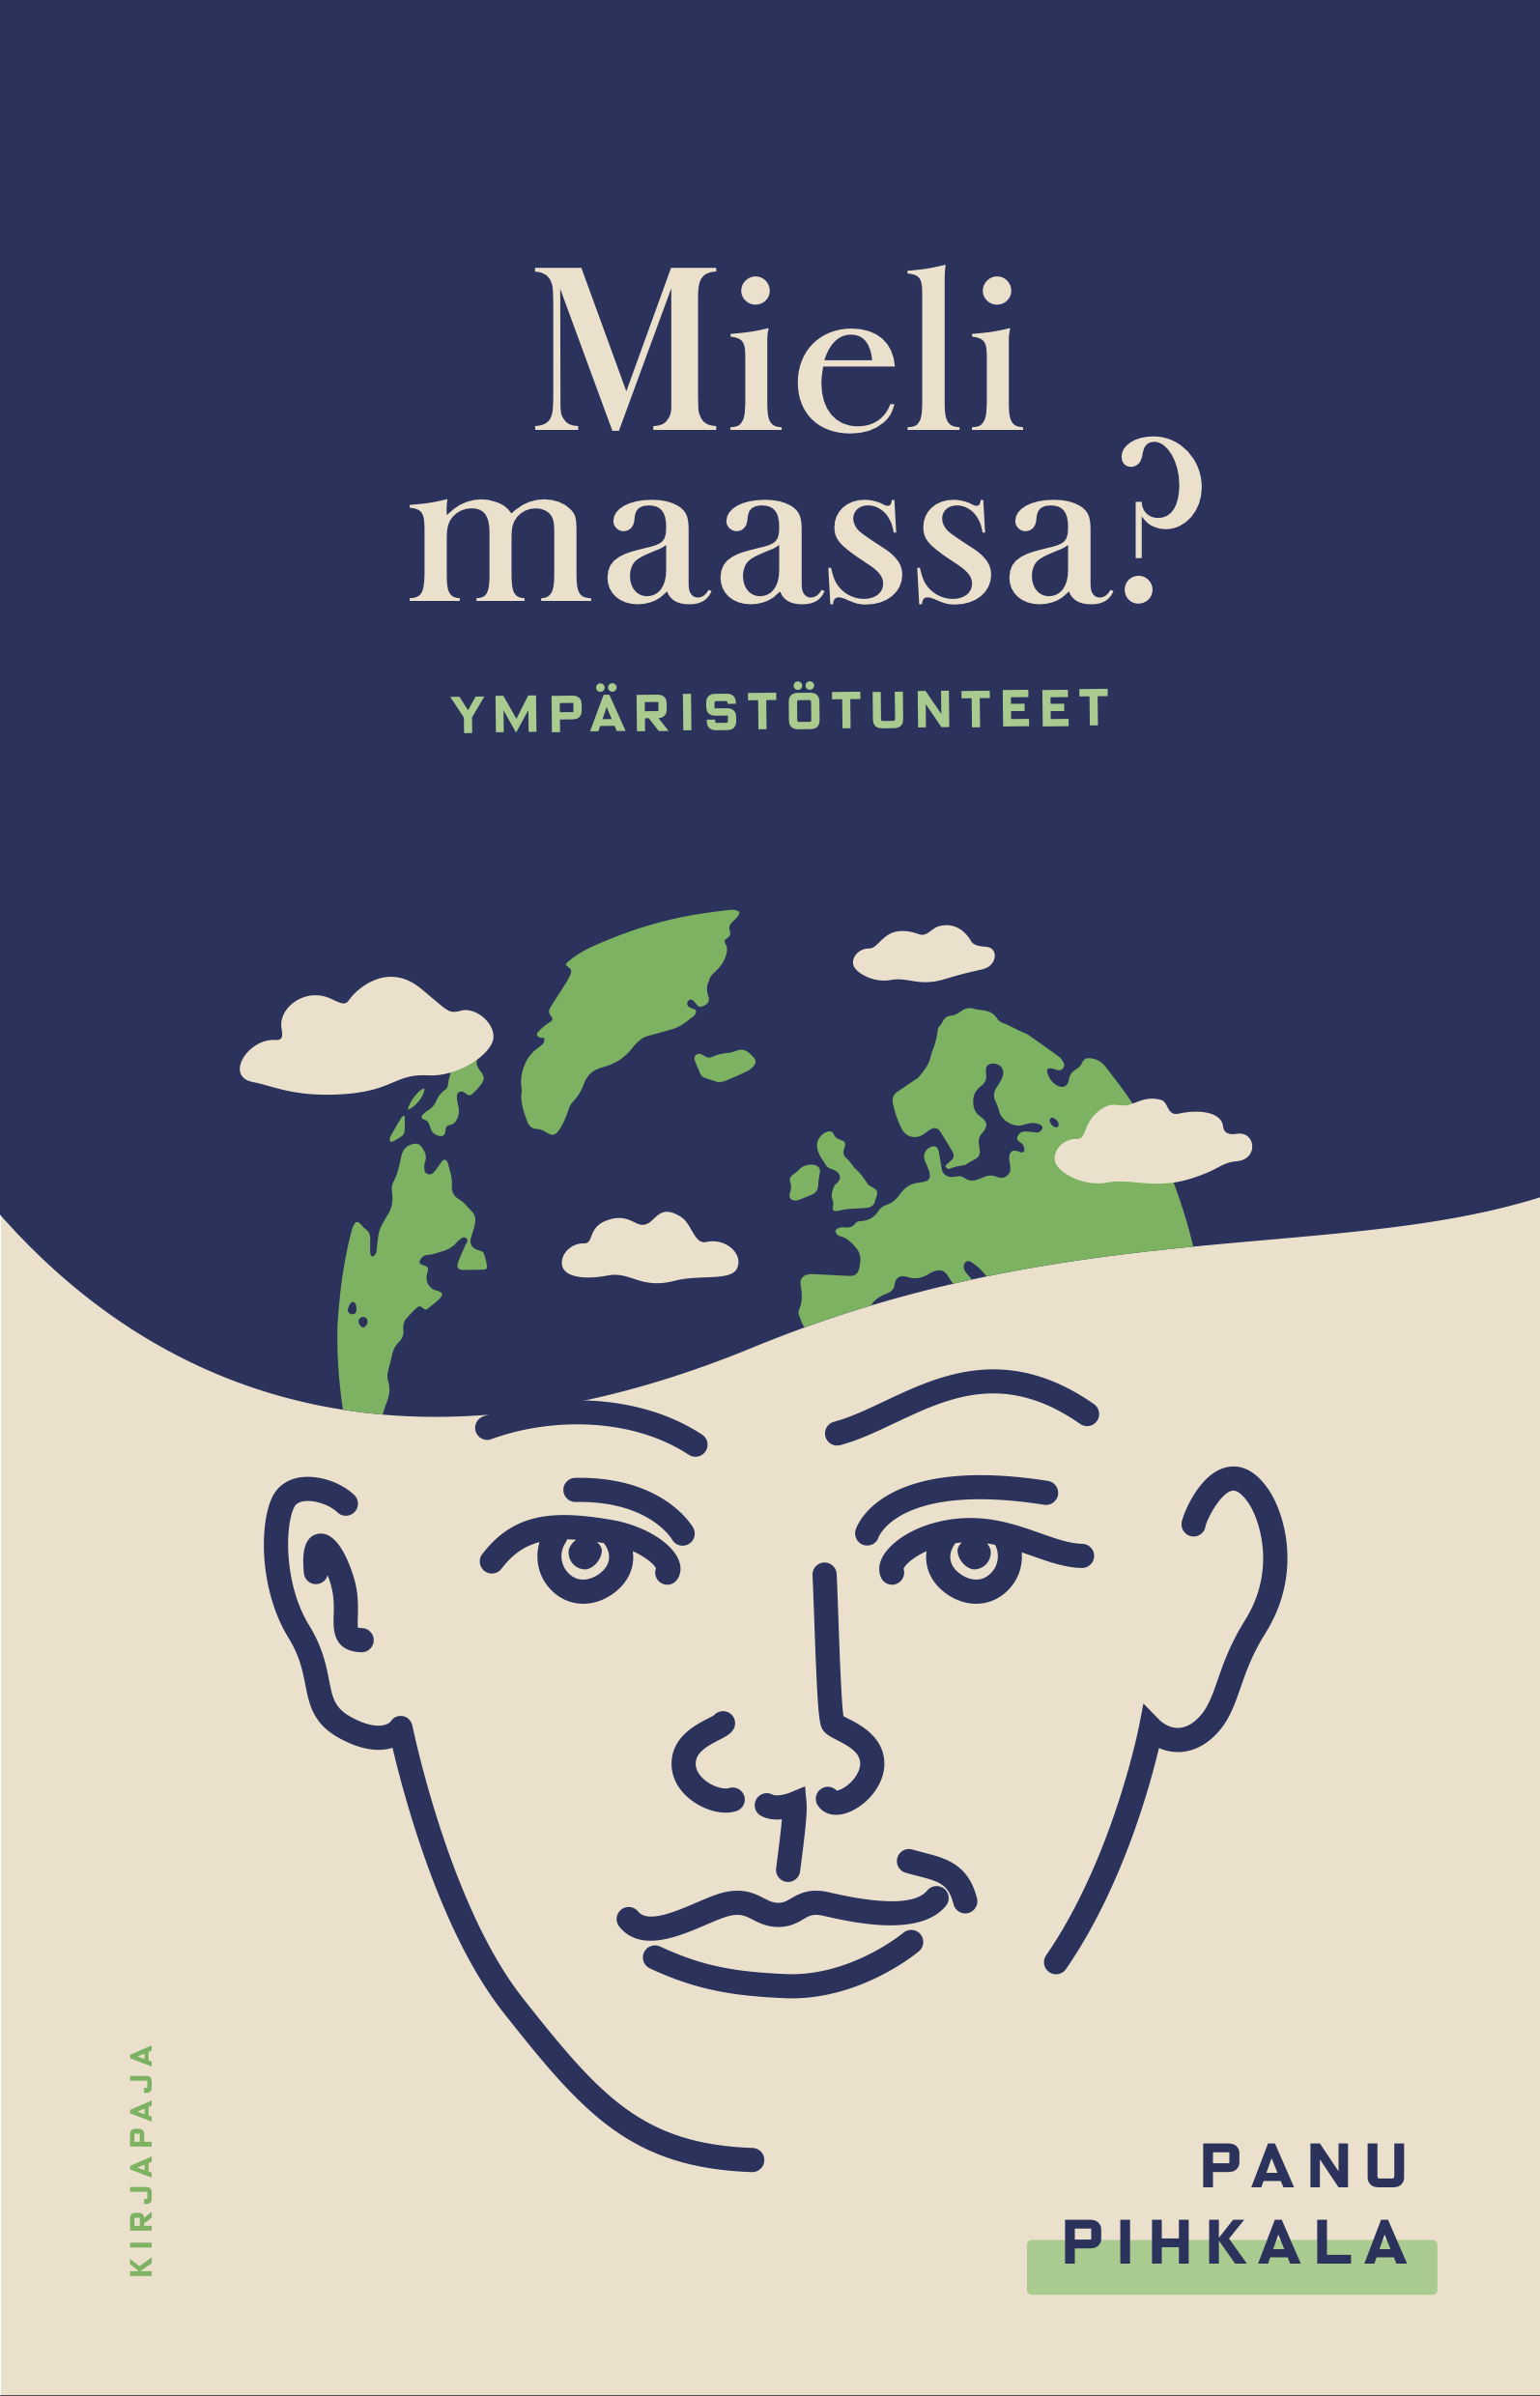 Mieli
maassa?
YMPÄRISTÖTUNTEET
KIRJAPAJA
PANU
PIHKALA